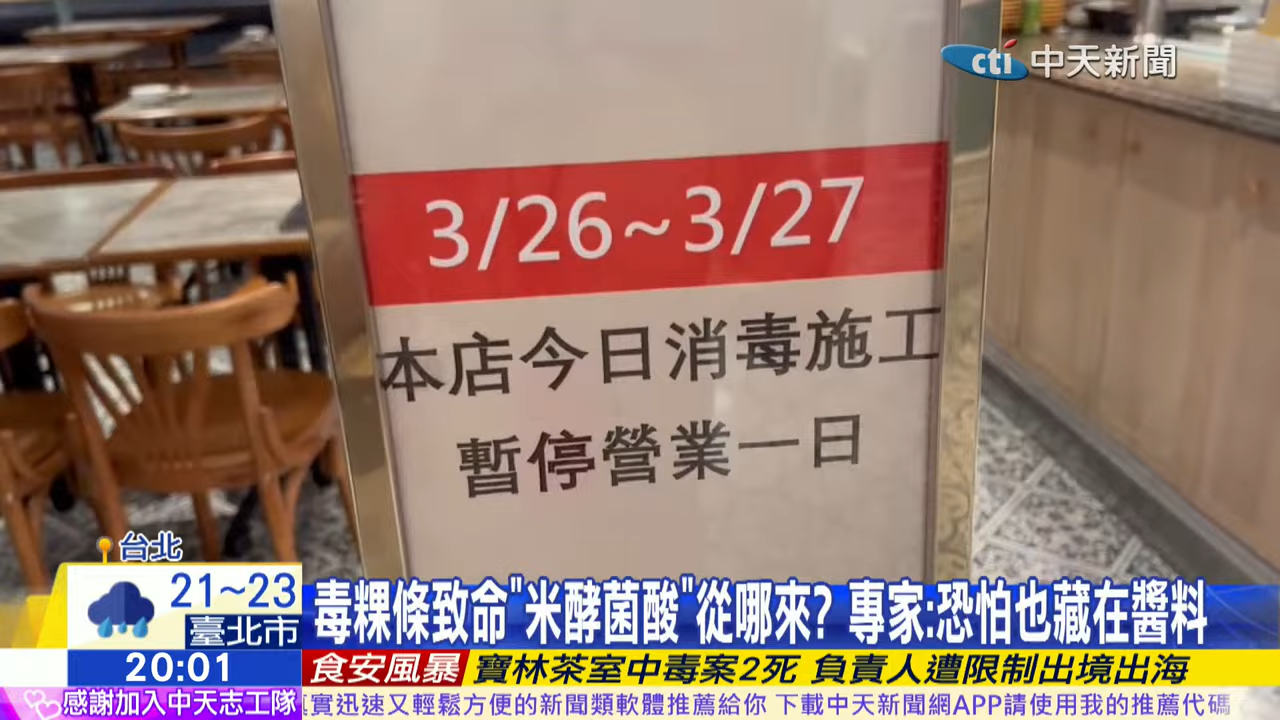 cti 中天新聞
3/26~3/27
本店今日消毒施工
暫停營業一日
台北
21~23
臺北市
20:01
毒粿條致命"米酵菌酸"從哪來? 專家:恐怕也藏在醬料
食安風暴 寶林茶室中毒案2死 負責人遭限制出境出海
感謝加入中天志工隊 真實迅速又輕鬆方便的新聞類軟體推薦給你 下載中天新聞網APP請使用我的推薦代碼